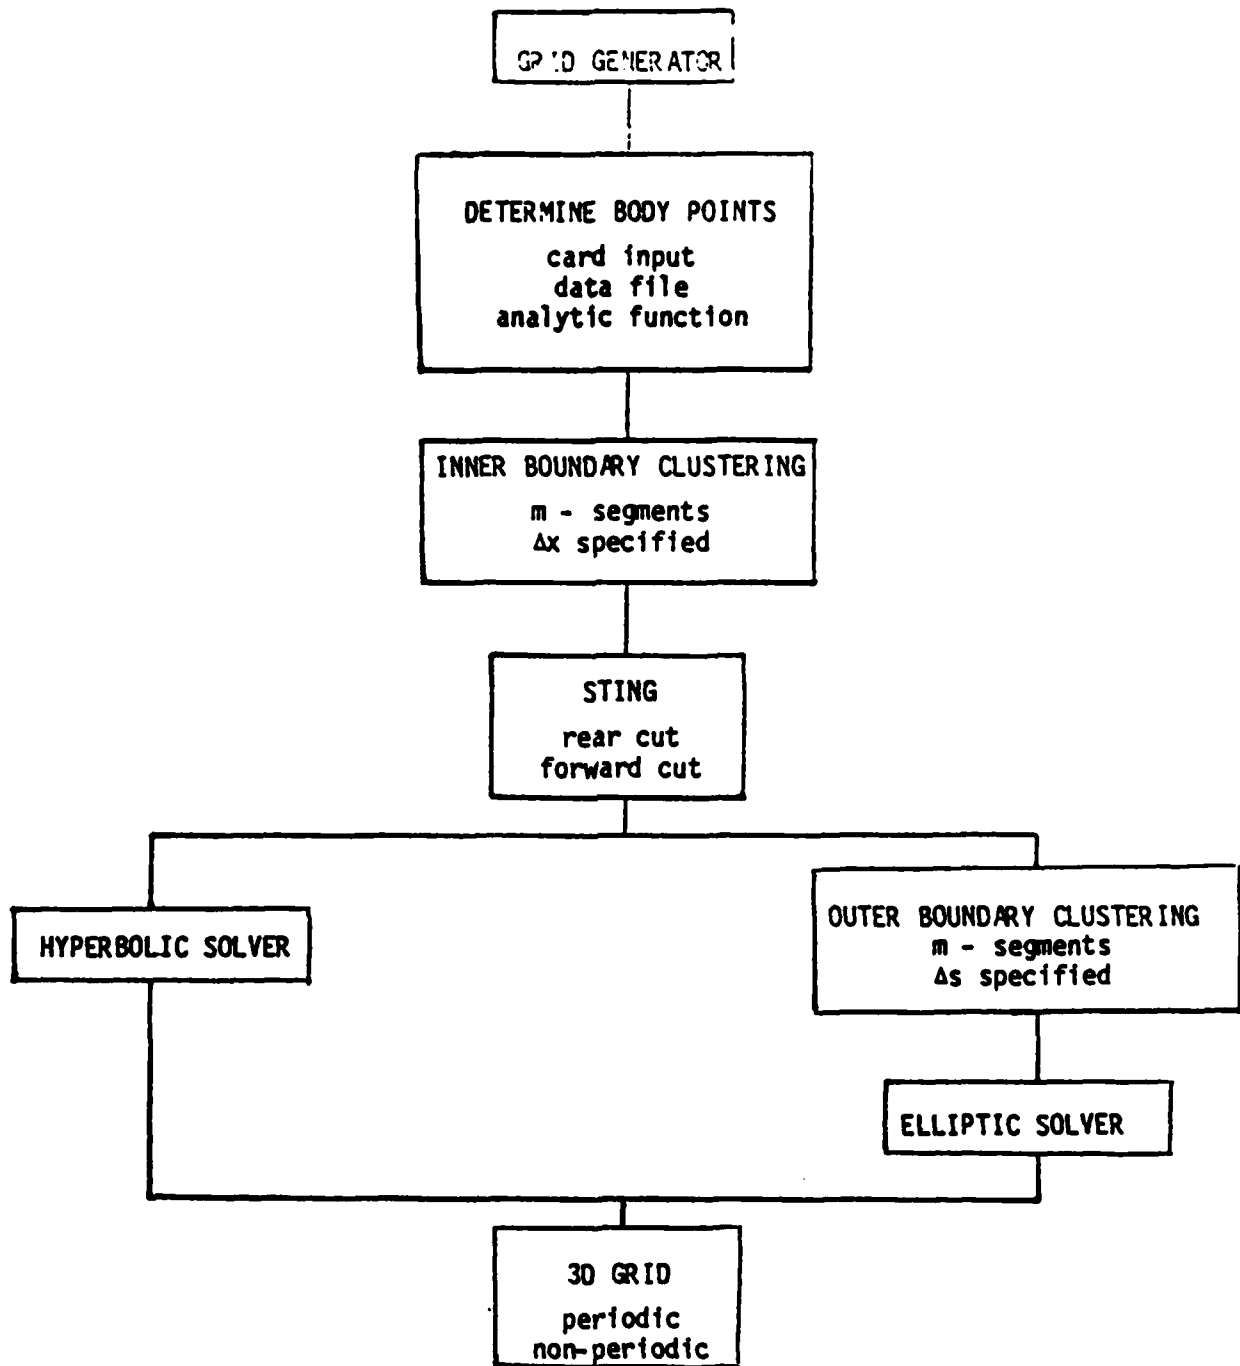 GRID GENERATOR
DETERMINE BODY POINTS
card input
data file
analytic function
INNER BOUNDARY CLUSTERING
m - segments
Δx specified
STING
rear cut
forward cut
HYPERBOLIC SOLVER
OUTER BOUNDARY CLUSTERING
m - segments
Δs specified
ELLIPTIC SOLVER
3D GRID
periodic
non-periodic